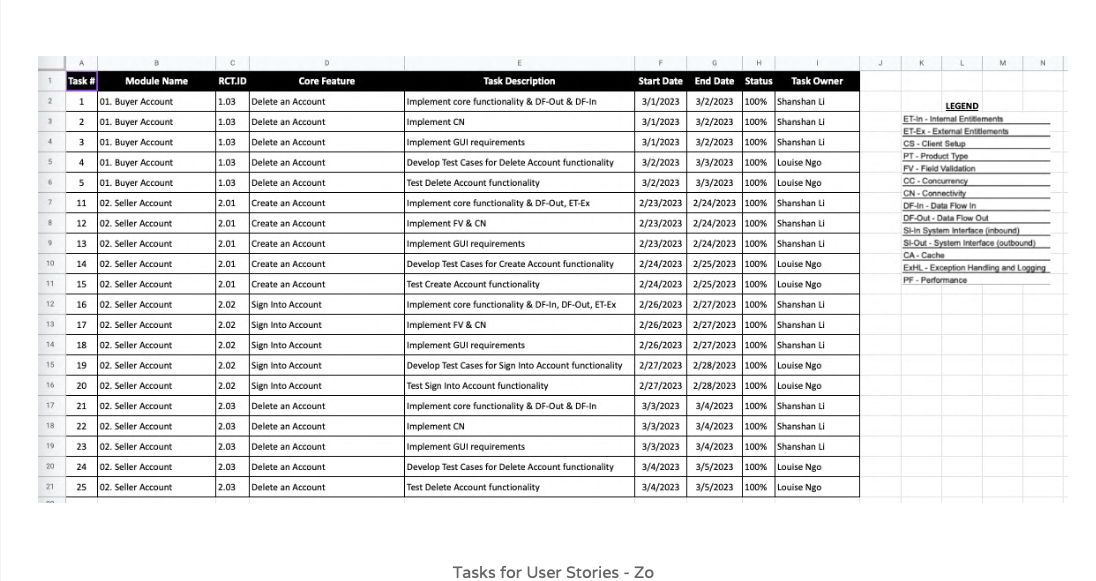 A B C D E F G H I J K L M N
1 Task # Module Name RCT.ID Core Feature Task Description Start Date End Date Status Task Owner
2 1 01. Buyer Account 1.03 Delete an Account Implement core functionality & DF-Out & DF-In 3/1/2023 3/2/2023 100% Shanshan Li
3 2 01. Buyer Account 1.03 Delete an Account Implement CN 3/1/2023 3/2/2023 100% Shanshan Li
4 3 01. Buyer Account 1.03 Delete an Account Implement GUI requirements 3/1/2023 3/2/2023 100% Shanshan Li
5 4 01. Buyer Account 1.03 Delete an Account Develop Test Cases for Delete Account functionality 3/2/2023 3/3/2023 100% Louise Ngo
6 5 01. Buyer Account 1.03 Delete an Account Test Delete Account functionality 3/2/2023 3/3/2023 100% Louise Ngo
7 11 02. Seller Account 2.01 Create an Account Implement core functionality & DF-Out, ET-Ex 2/23/2023 2/24/2023 100% Shanshan Li
8 12 02. Seller Account 2.01 Create an Account Implement FV & CN 2/23/2023 2/24/2023 100% Shanshan Li
9 13 02. Seller Account 2.01 Create an Account Implement GUI requirements 2/23/2023 2/24/2023 100% Shanshan Li
10 14 02. Seller Account 2.01 Create an Account Develop Test Cases for Create Account functionality 2/24/2023 2/25/2023 100% Louise Ngo
11 15 02. Seller Account 2.01 Create an Account Test Create Account functionality 2/24/2023 2/25/2023 100% Louise Ngo
12 16 02. Seller Account 2.02 Sign Into Account Implement core functionality & DF-In, DF-Out, ET-Ex 2/26/2023 2/27/2023 100% Shanshan Li
13 17 02. Seller Account 2.02 Sign Into Account Implement FV & CN 2/26/2023 2/27/2023 100% Shanshan Li
14 18 02. Seller Account 2.02 Sign Into Account Implement GUI requirements 2/26/2023 2/27/2023 100% Shanshan Li
15 19 02. Seller Account 2.02 Sign Into Account Develop Test Cases for Sign Into Account functionality 2/27/2023 2/28/2023 100% Louise Ngo
16 20 02. Seller Account 2.02 Sign Into Account Test Sign Into Account functionality 2/27/2023 2/28/2023 100% Louise Ngo
17 21 02. Seller Account 2.03 Delete an Account Implement core functionality & DF-Out & DF-In 3/3/2023 3/4/2023 100% Shanshan Li
18 22 02. Seller Account 2.03 Delete an Account Implement CN 3/3/2023 3/4/2023 100% Shanshan Li
19 23 02. Seller Account 2.03 Delete an Account Implement GUI requirements 3/3/2023 3/4/2023 100% Shanshan Li
20 24 02. Seller Account 2.03 Delete an Account Develop Test Cases for Delete Account functionality 3/4/2023 3/5/2023 100% Louise Ngo
21 25 02. Seller Account 2.03 Delete an Account Test Delete Account functionality 3/4/2023 3/5/2023 100% Louise Ngo
LEGEND
ET-In - Internal Entitlements
ET-Ex - External Entitlements
CS - Client Setup
PT - Product Type
FV - Field Validation
CC - Concurrency
CN - Connectivity
DF-In - Data Flow In
DF-Out - Data Flow Out
SI-In System Interface (inbound)
SI-Out - System Interface (outbound)
CA - Cache
ExHL - Exception Handling and Logging
PF - Performance
Tasks for User Stories - Zo